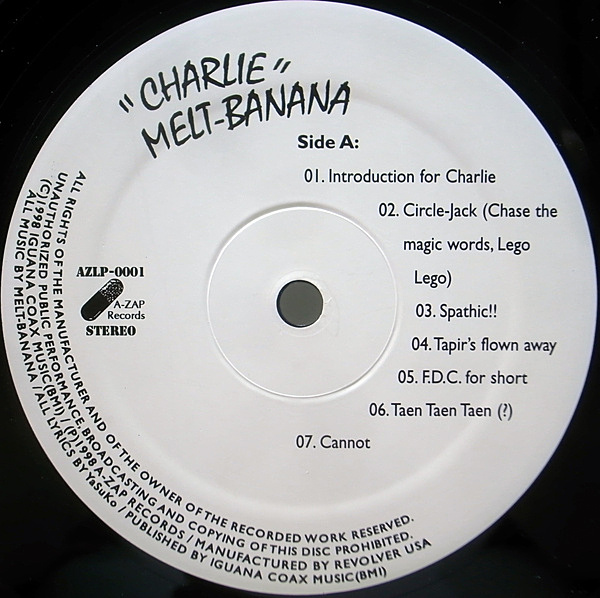 "CHARLIE"
MELT-BANANA
Side A:
01. Introduction for Charlie
02. Circle-Jack (Chase the
magic words, Lego
Lego)
03. Spathic!!
04. Tapir's flown away
05. F.D.C. for short
06. Taen Taen Taen (?)
07. Cannot
AZLP-0001
A-ZAP
Records
STEREO
ALL RIGHTS OF THE MANUFACTURER AND OF THE OWNER OF THE RECORDED WORK RESERVED.
UNAUTHORIZED PUBLIC PERFORMANCE, BROADCASTING AND COPYING OF THIS DISC PROHIBITED.
(C)1998 IGUANA COAX MUSIC(BMI) / (P)1998 A-ZAP RECORDS / MANUFACTURED BY REVOLVER USA
ALL MUSIC BY MELT-BANANA / ALL LYRICS BY YaSuKo / PUBLISHED BY IGUANA COAX MUSIC(BMI)